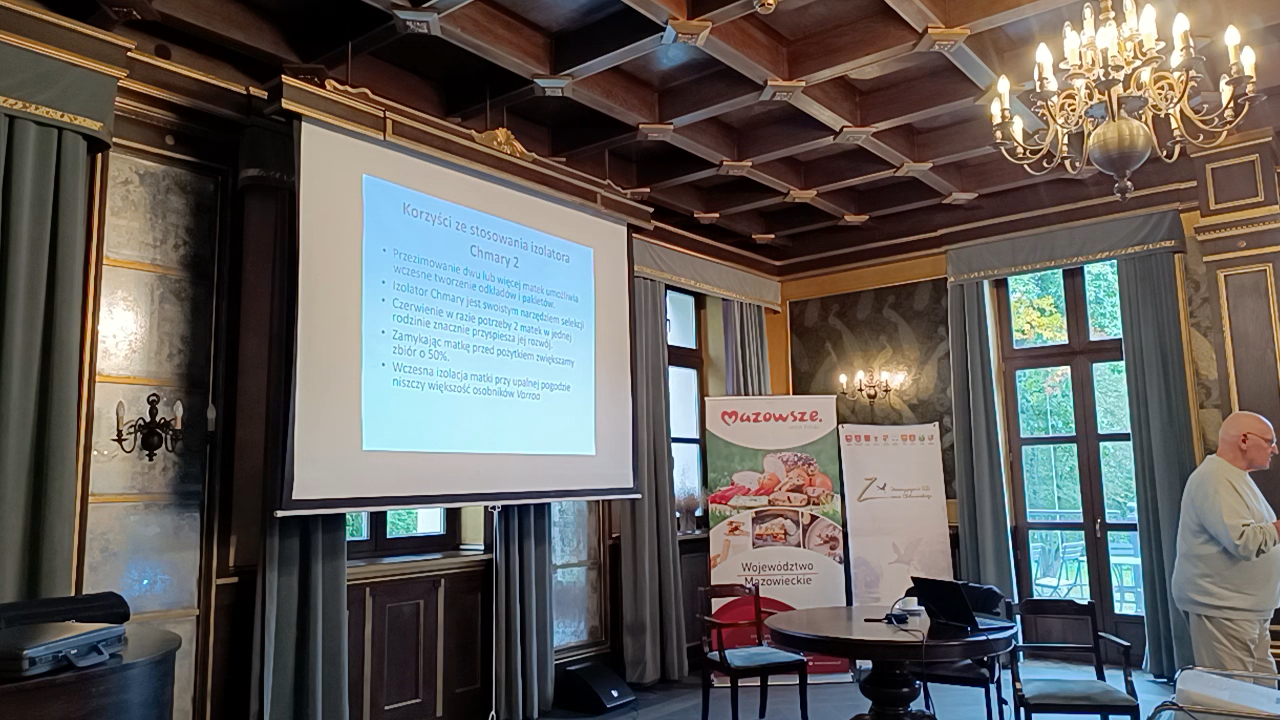 Korzyści ze stosowania izolatora
Chmary 2
• Przezimowanie dwu lub więcej matek umożliwia
wczesne tworzenie odkładów i pakietów.
• Izolator Chmary jest swoistym narzędziem selekcji
• Czerwienie w razie potrzeby 2 matek w jednej
rodzinie znacznie przyspiesza jej rozwój.
• Zamykając matkę przed pożytkiem zwiększamy
zbiór o 50%.
• Wczesna izolacja matki przy upalnej pogodzie
niszczy większość osobników Varroa
Mazowsze.
Województwo
Mazowieckie